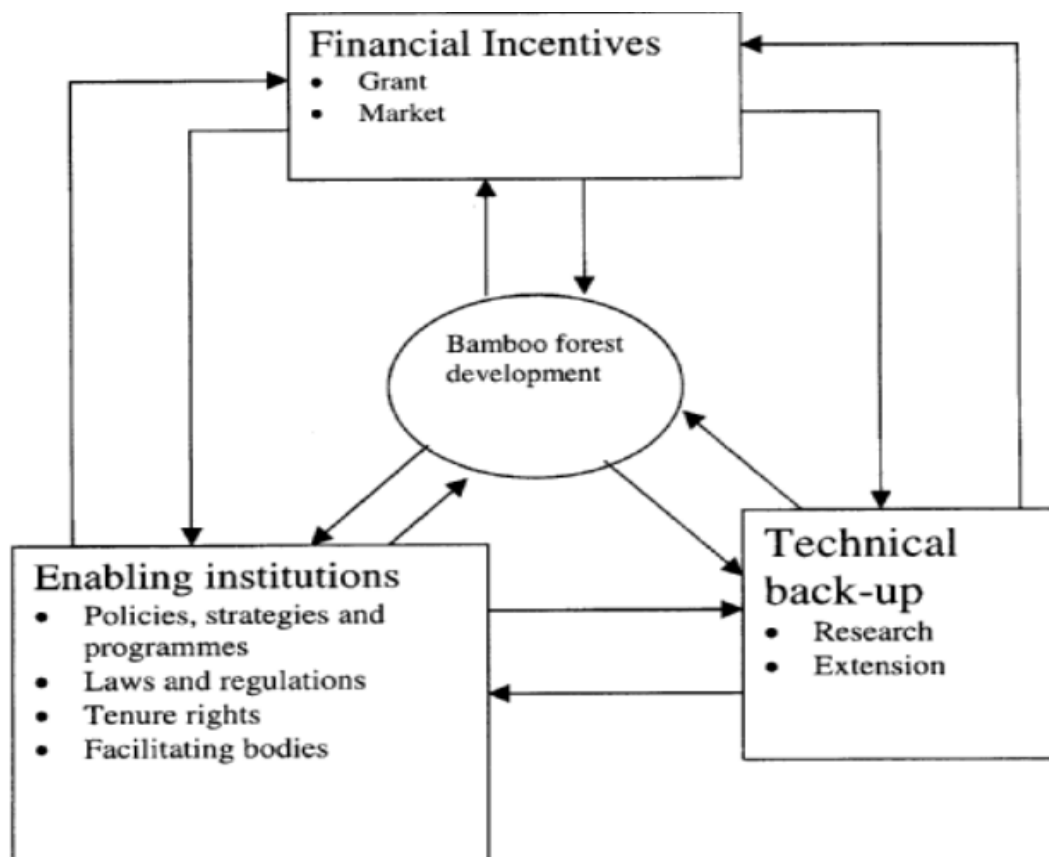 Financial Incentives
• Grant
• Market
Bamboo forest
development
Enabling institutions
• Policies, strategies and
programmes
• Laws and regulations
• Tenure rights
• Facilitating bodies
Technical
back-up
• Research
• Extension